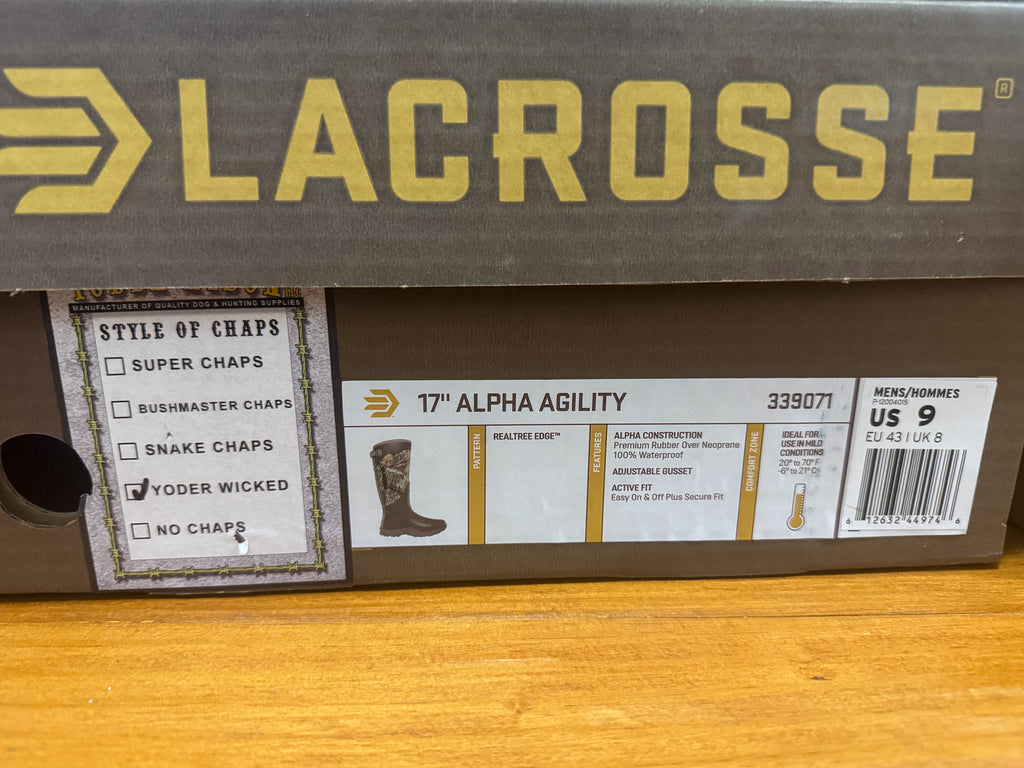 LACROSSE®
MANUFACTURER OF QUALITY DOG & HUNTING SUPPLIES
STYLE OF CHAPS
SUPER CHAPS
BUSHMASTER CHAPS
SNAKE CHAPS
YODER WICKED
NO CHAPS
17" ALPHA AGILITY 339071
PATTERN
REALTREE EDGE™
FEATURES
ALPHA CONSTRUCTION
Premium Rubber Over Neoprene
100% Waterproof
ADJUSTABLE GUSSET
ACTIVE FIT
Easy On & Off Plus Secure Fit
COMFORT ZONE
IDEAL FOR
USE IN MILD
CONDITIONS
20° to 70° F
-6° to 21° C
MENS/HOMMES
P-12004015
US 9
EU 43 | UK 8
6 12632 44974 6